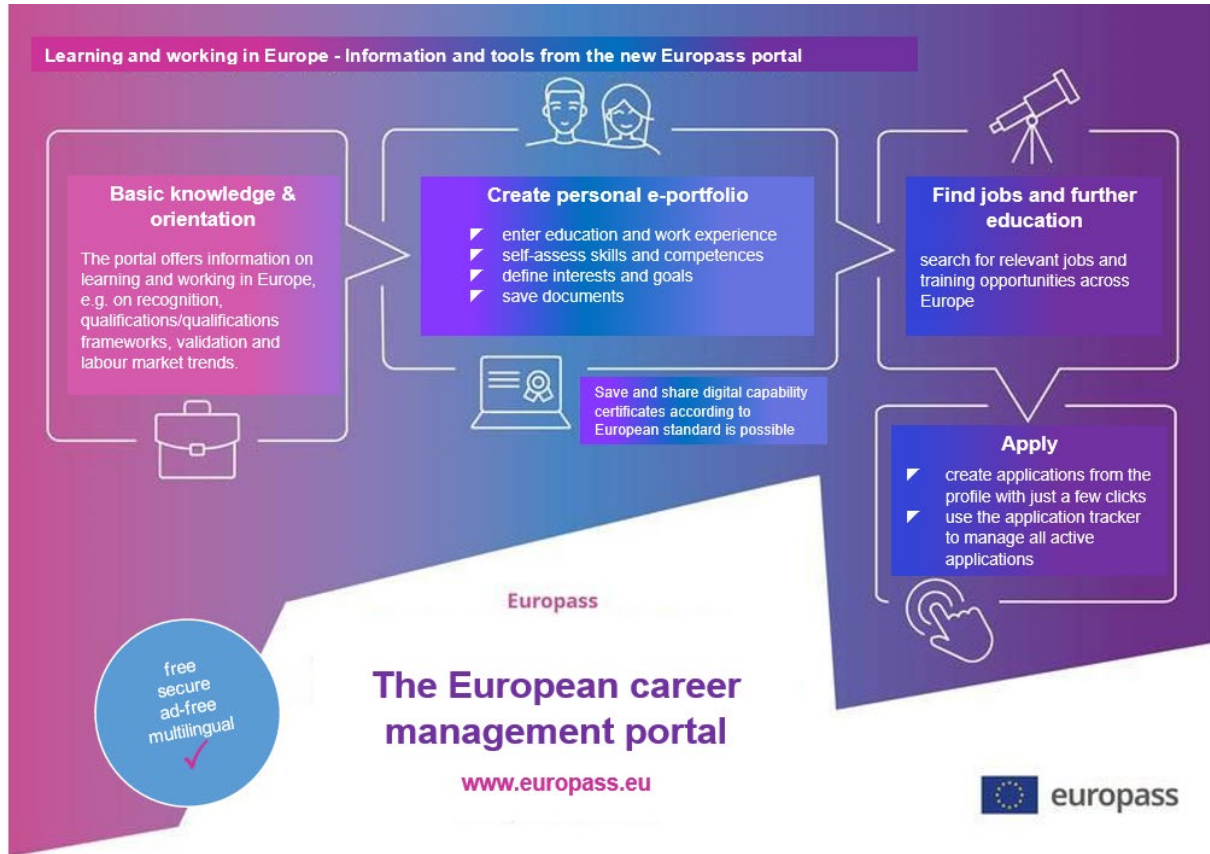 Learning and working in Europe - Information and tools from the new Europass portal
Basic knowledge &
orientation
The portal offers information on
learning and working in Europe,
e.g. on recognition,
qualifications/qualifications
frameworks, validation and
labour market trends.
Create personal e-portfolio
enter education and work experience
self-assess skills and competences
define interests and goals
save documents
Save and share digital capability
certificates according to
European standard is possible
Find jobs and further
education
search for relevant jobs and
training opportunities across
Europe
Apply
create applications from the
profile with just a few clicks
use the application tracker
to manage all active
applications
Europass
The European career
management portal
www.europass.eu
free
secure
ad-free
multilingual
europass